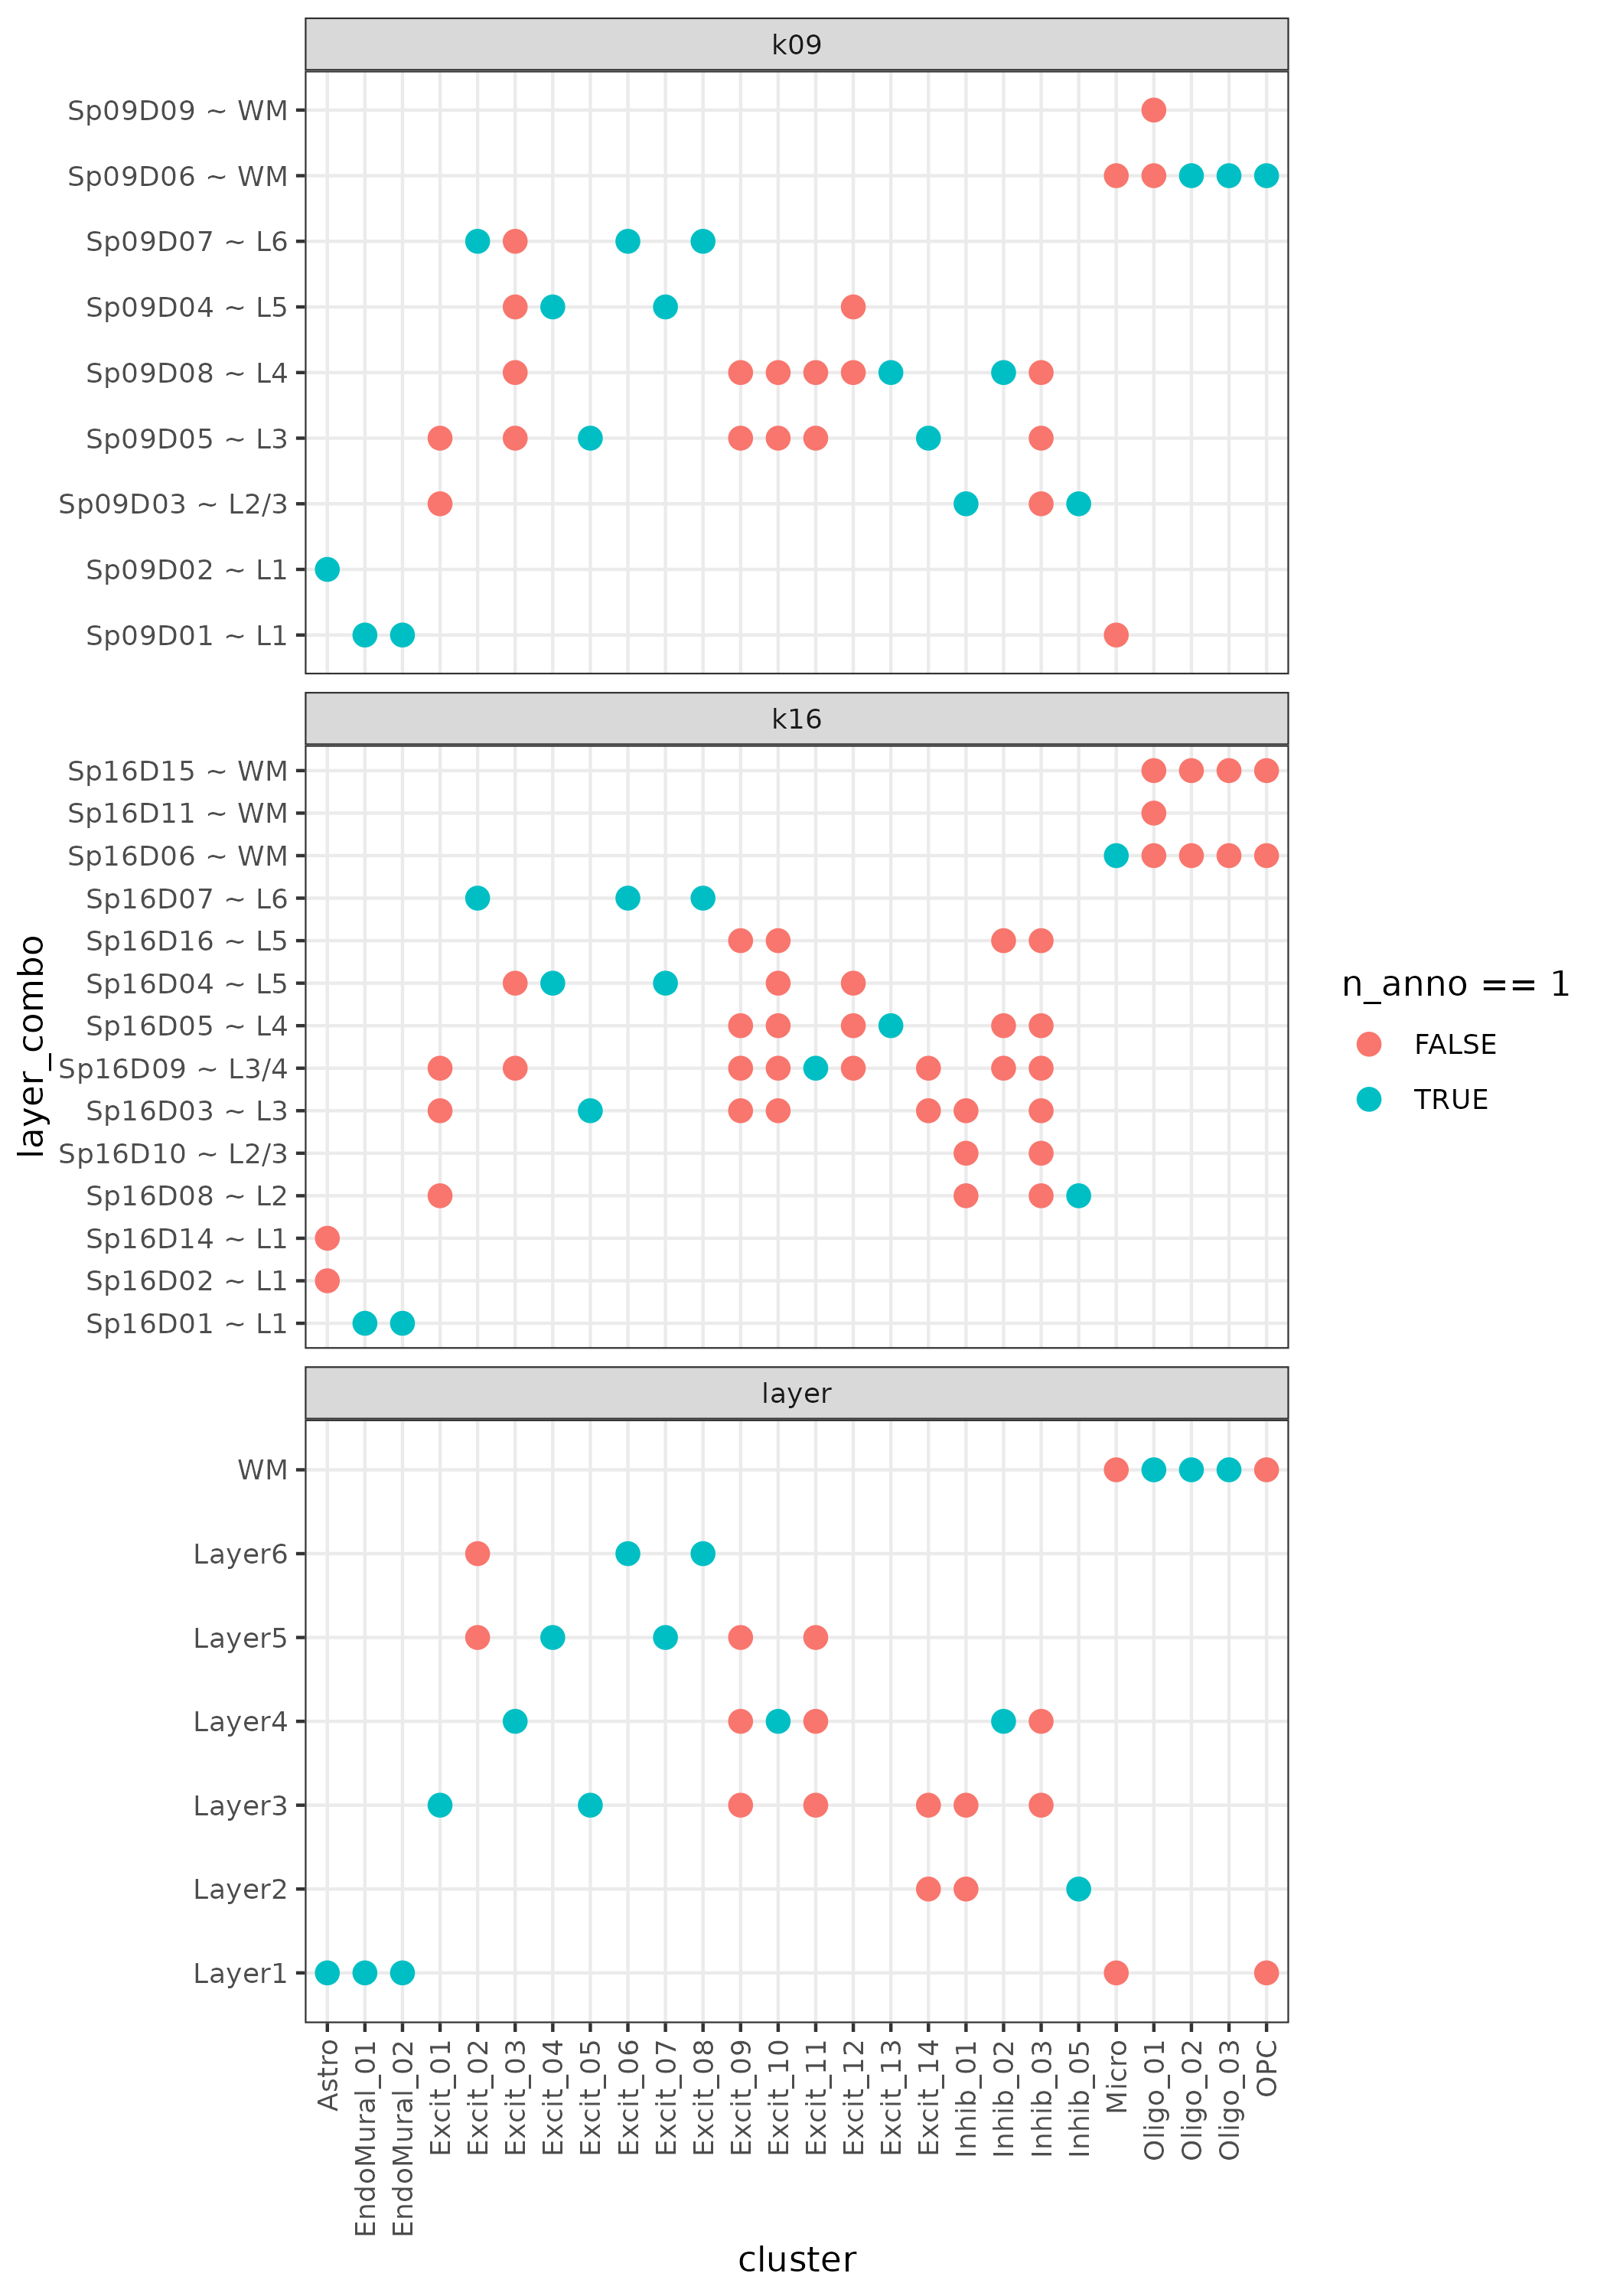 k09
Sp09D09 ~ WM
Sp09D06 ~ WM
Sp09D07 ~ L6
Sp09D04 ~ L5
Sp09D08 ~ L4
Sp09D05 ~ L3
Sp09D03 ~ L2/3
Sp09D02 ~ L1
Sp09D01 ~ L1
k16
Sp16D15 ~ WM
Sp16D11 ~ WM
Sp16D06 ~ WM
Sp16D07 ~ L6
Sp16D16 ~ L5
Sp16D04 ~ L5
Sp16D05 ~ L4
Sp16D09 ~ L3/4
Sp16D03 ~ L3
Sp16D10 ~ L2/3
Sp16D08 ~ L2
Sp16D14 ~ L1
Sp16D02 ~ L1
Sp16D01 ~ L1
layer_combo
layer
WM
Layer6
Layer5
Layer4
Layer3
Layer2
Layer1
Astro
EndoMural_01
EndoMural_02
Excit_01
Excit_02
Excit_03
Excit_04
Excit_05
Excit_06
Excit_07
Excit_08
Excit_09
Excit_10
Excit_11
Excit_12
Excit_13
Excit_14
Inhib_01
Inhib_02
Inhib_03
Inhib_05
Micro
Oligo_01
Oligo_02
Oligo_03
OPC
cluster
n_anno == 1
FALSE
TRUE